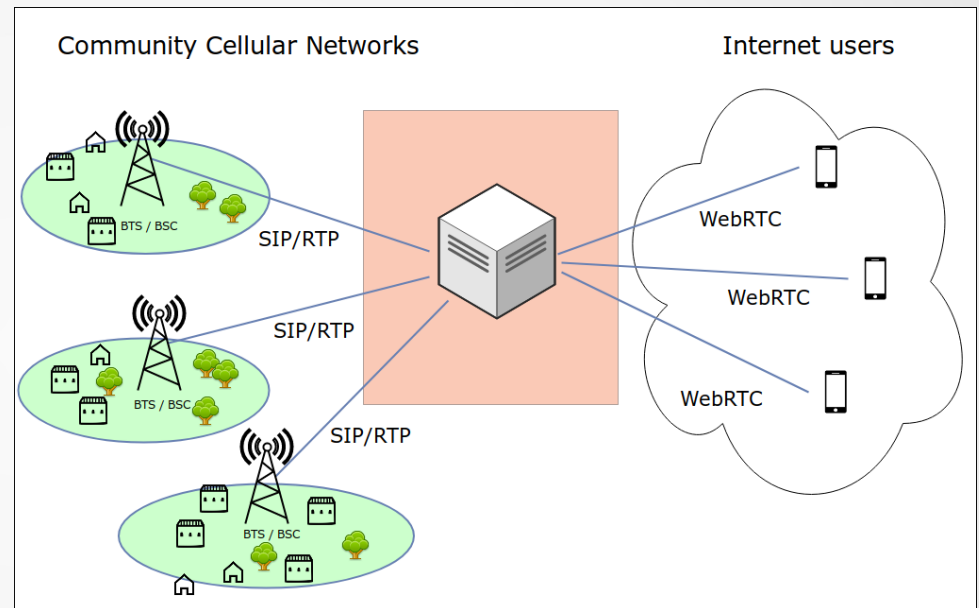 Community Cellular Networks
Internet users
BTS / BSC
SIP/RTP
WebRTC
BTS / BSC
SIP/RTP
WebRTC
BTS / BSC
SIP/RTP
WebRTC